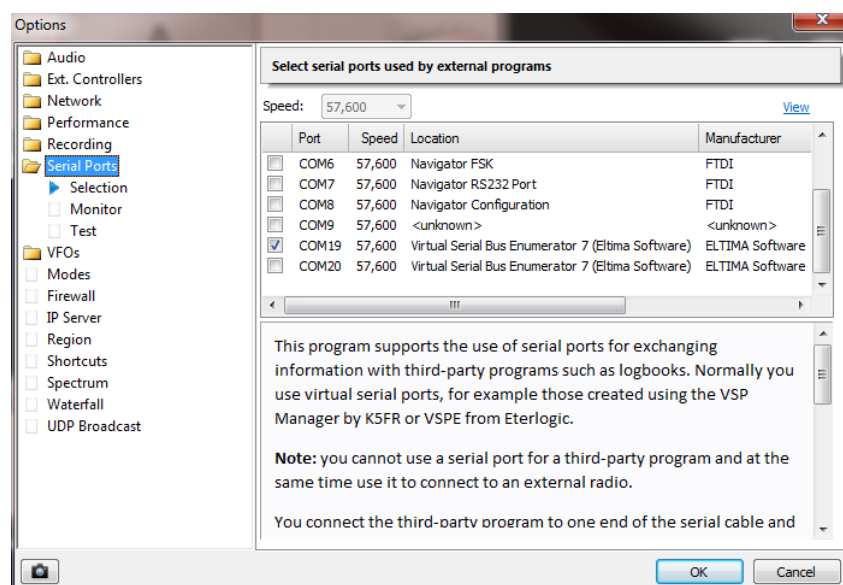 Options
Audio
Ext. Controllers
Network
Performance
Recording
Serial Ports
Selection
Monitor
Test
VFOs
Modes
Firewall
IP Server
Region
Shortcuts
Spectrum
Waterfall
UDP Broadcast
Select serial ports used by external programs
Speed: 57,600 View
Port Speed Location Manufacturer
COM6 57,600 Navigator FSK FTDI
COM7 57,600 Navigator RS232 Port FTDI
COM8 57,600 Navigator Configuration FTDI
COM9 57,600 <unknown> <unknown>
COM19 57,600 Virtual Serial Bus Enumerator 7 (Eltima Software) ELTIMA Software
COM20 57,600 Virtual Serial Bus Enumerator 7 (Eltima Software) ELTIMA Software
This program supports the use of serial ports for exchanging
information with third-party programs such as logbooks. Normally you
use virtual serial ports, for example those created using the VSP
Manager by K5FR or VSPE from Eterlogic.
Note: you cannot use a serial port for a third-party program and at the
same time use it to connect to an external radio.
You connect the third-party program to one end of the serial cable and
OK Cancel